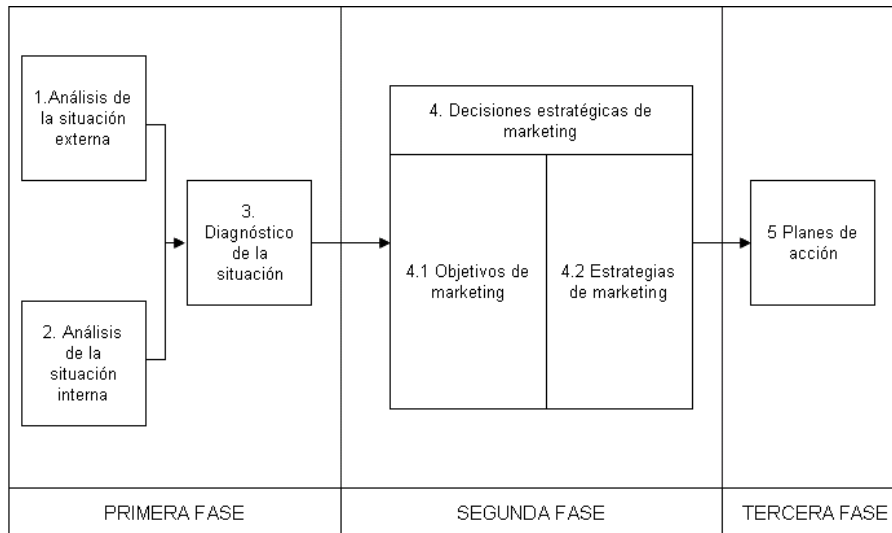 1.Análisis de
la situación
externa
2. Análisis
de la
situación
interna
3.
Diagnóstico
de la
situación
4. Decisiones estratégicas de
marketing
4.1 Objetivos de
marketing
4.2 Estrategias
de marketing
5 Planes de
acción
PRIMERA FASE
SEGUNDA FASE
TERCERA FASE